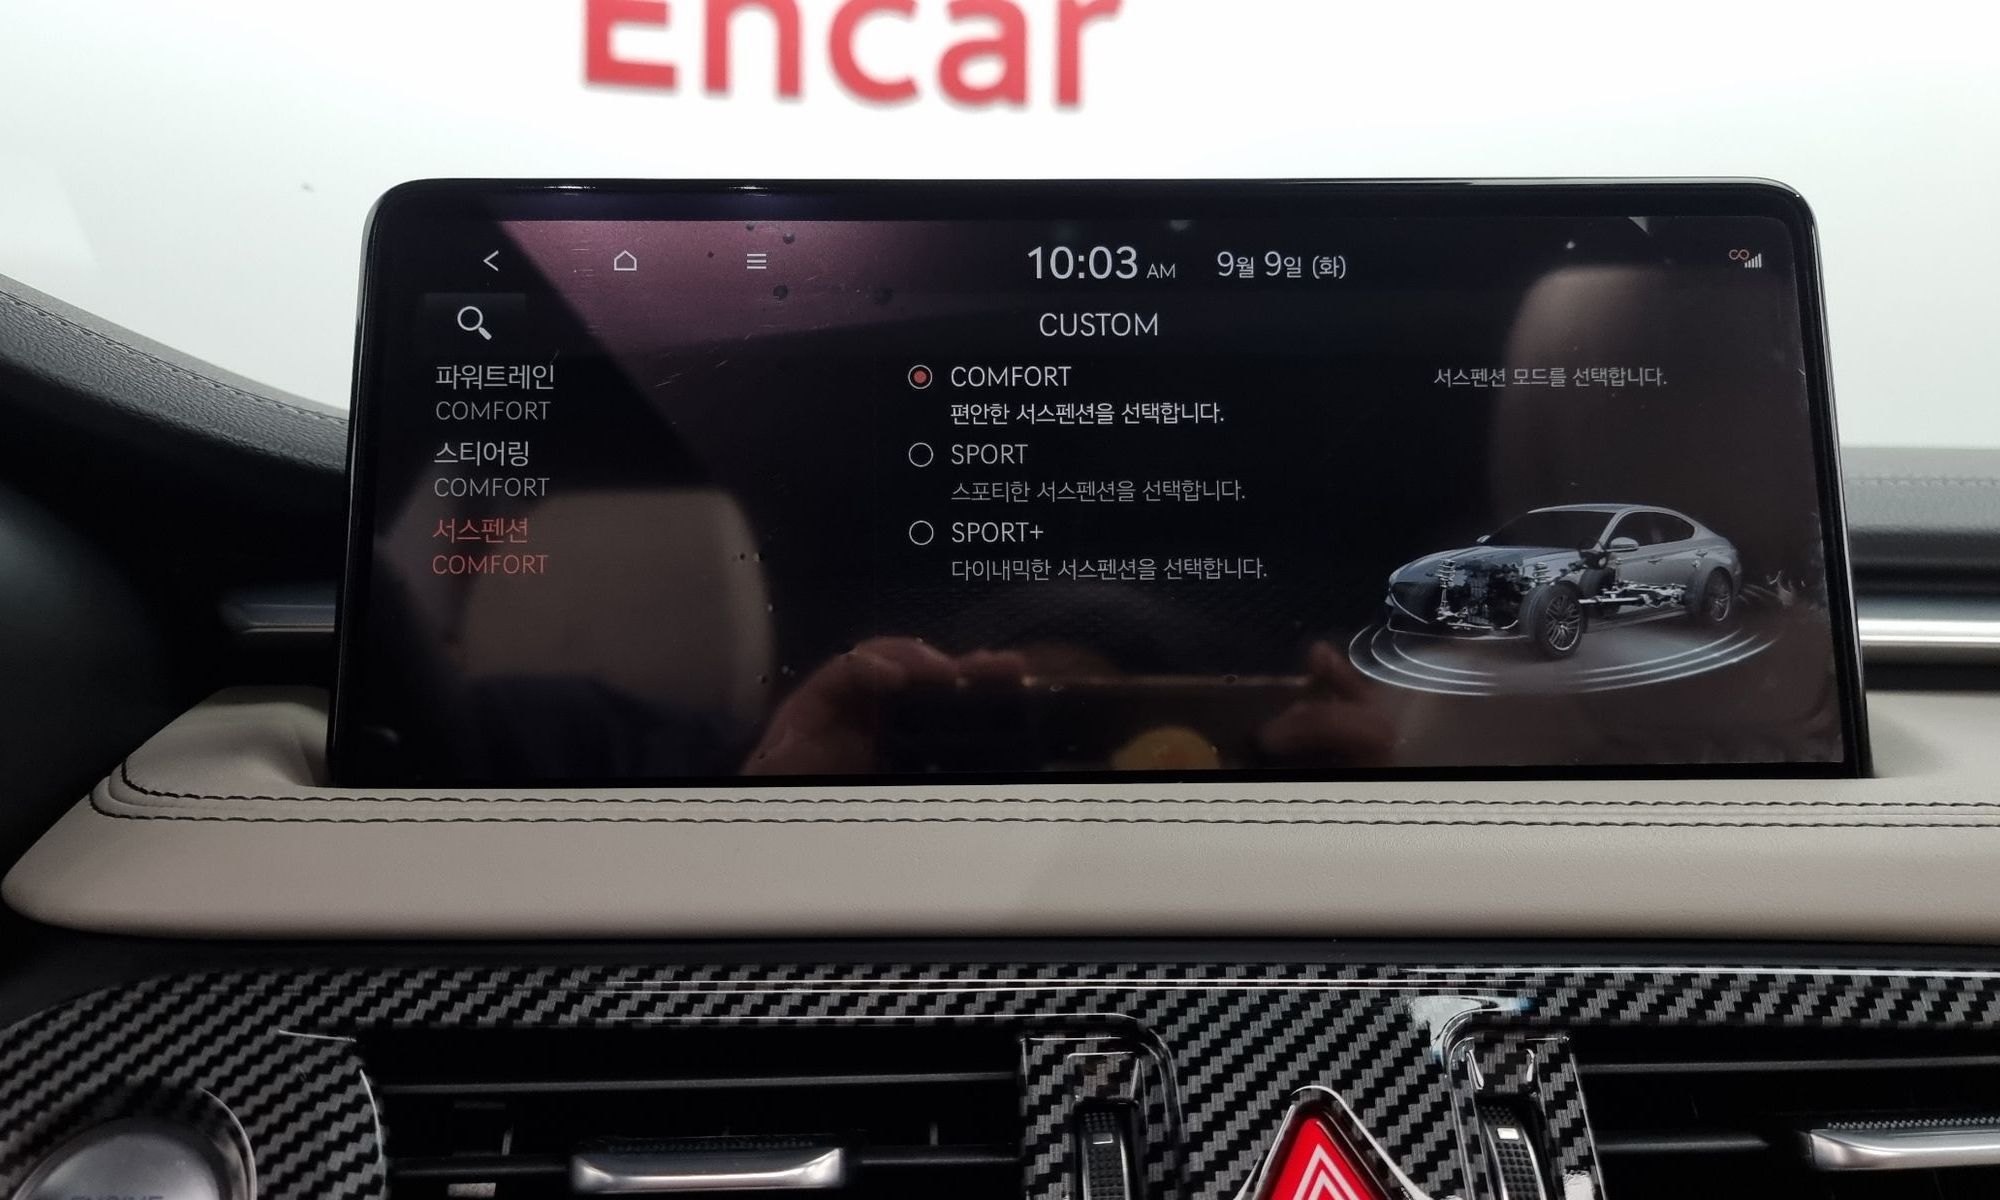 Encar
10:03 AM 9월 9일 (화)
CUSTOM
파워트레인
COMFORT
스티어링
COMFORT
서스펜션
COMFORT
COMFORT
편안한 서스펜션을 선택합니다.
SPORT
스포티한 서스펜션을 선택합니다.
SPORT+
다이내믹한 서스펜션을 선택합니다.
서스펜션 모드를 선택합니다.
ENGINE